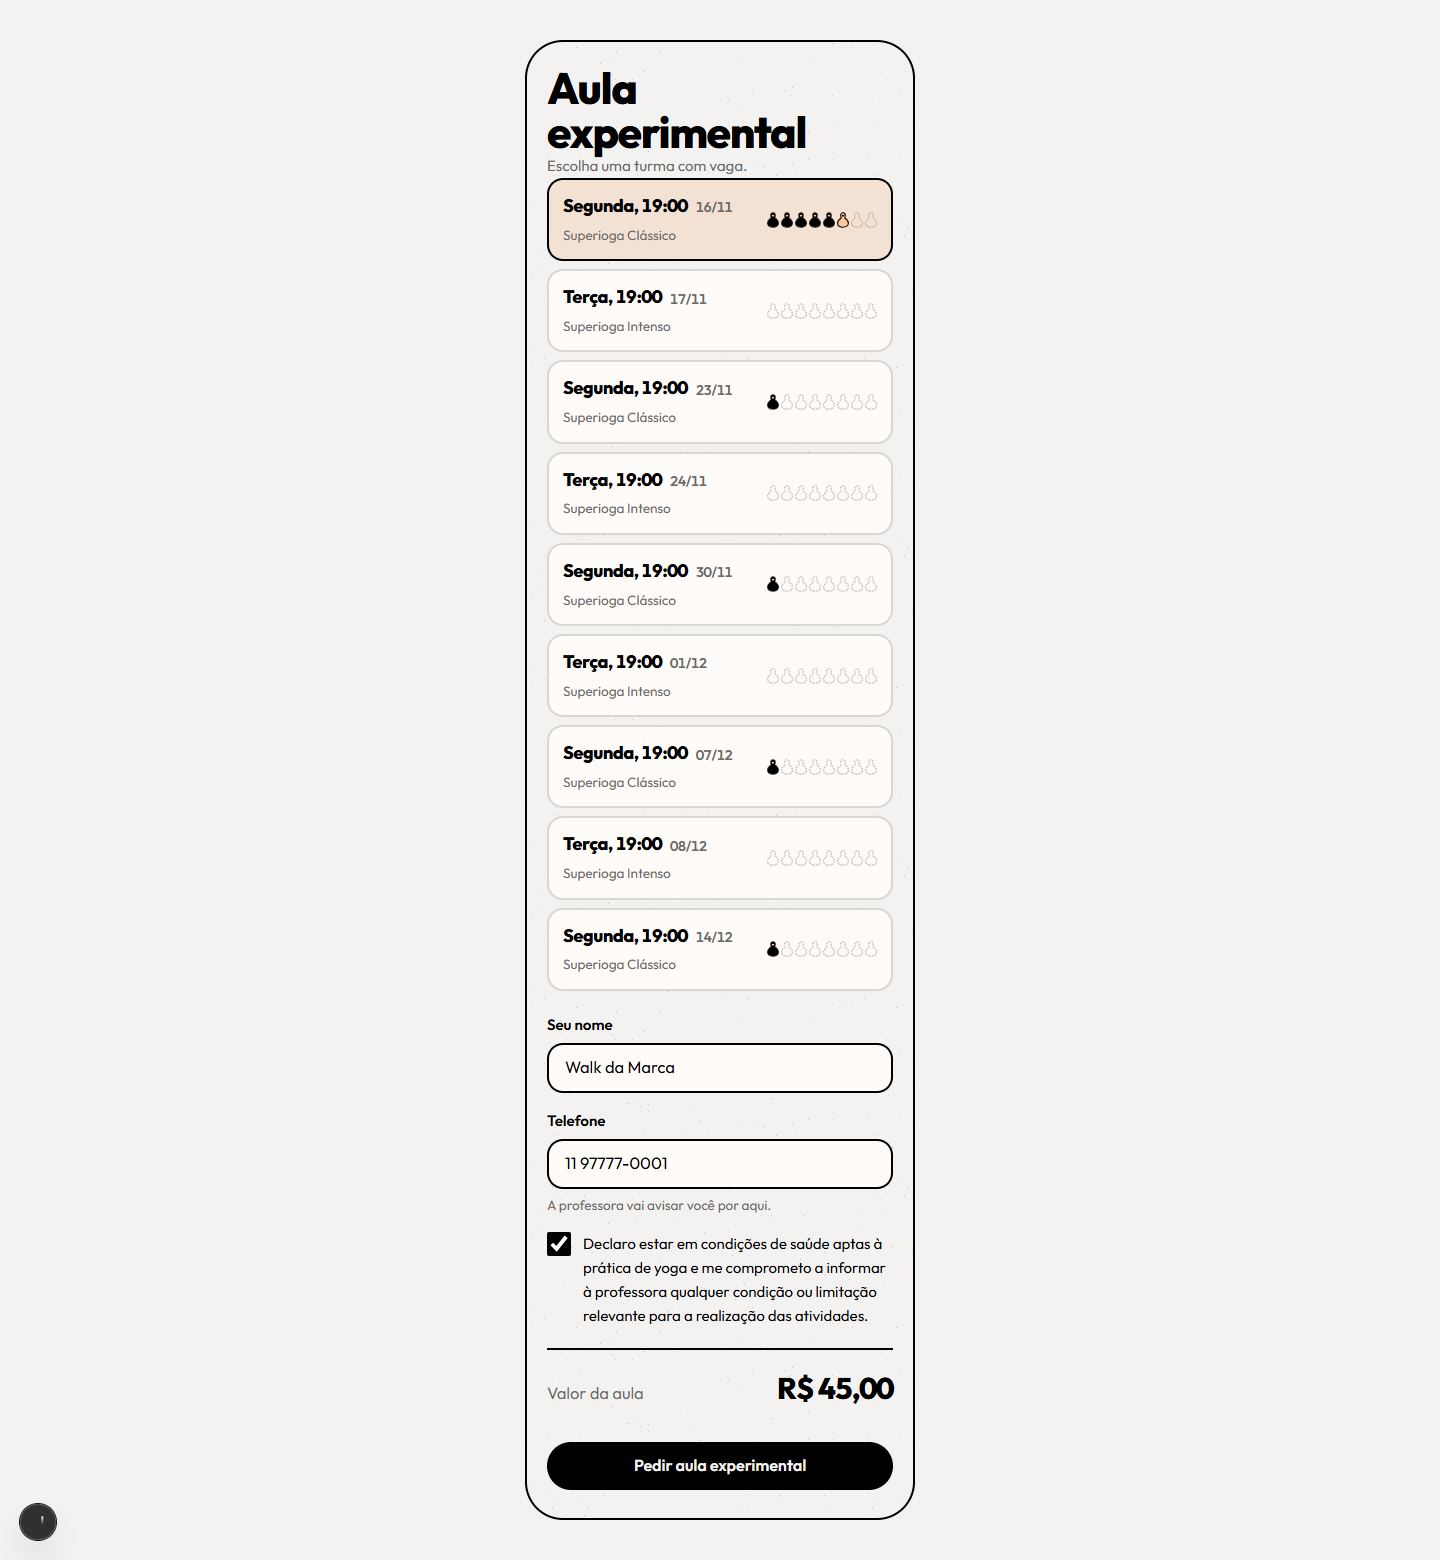 Aula
experimental
Escolha uma turma com vaga.
Segunda, 19:00 16/11
Superioga Clássico
Terça, 19:00 17/11
Superioga Intenso
Segunda, 19:00 23/11
Superioga Clássico
Terça, 19:00 24/11
Superioga Intenso
Segunda, 19:00 30/11
Superioga Clássico
Terça, 19:00 01/12
Superioga Intenso
Segunda, 19:00 07/12
Superioga Clássico
Terça, 19:00 08/12
Superioga Intenso
Segunda, 19:00 14/12
Superioga Clássico
Seu nome
Walk da Marca
Telefone
11 97777-0001
A professora vai avisar você por aqui.
Declaro estar em condições de saúde aptas à
prática de yoga e me comprometo a informar
à professora qualquer condição ou limitação
relevante para a realização das atividades.
Valor da aula R$ 45,00
Pedir aula experimental